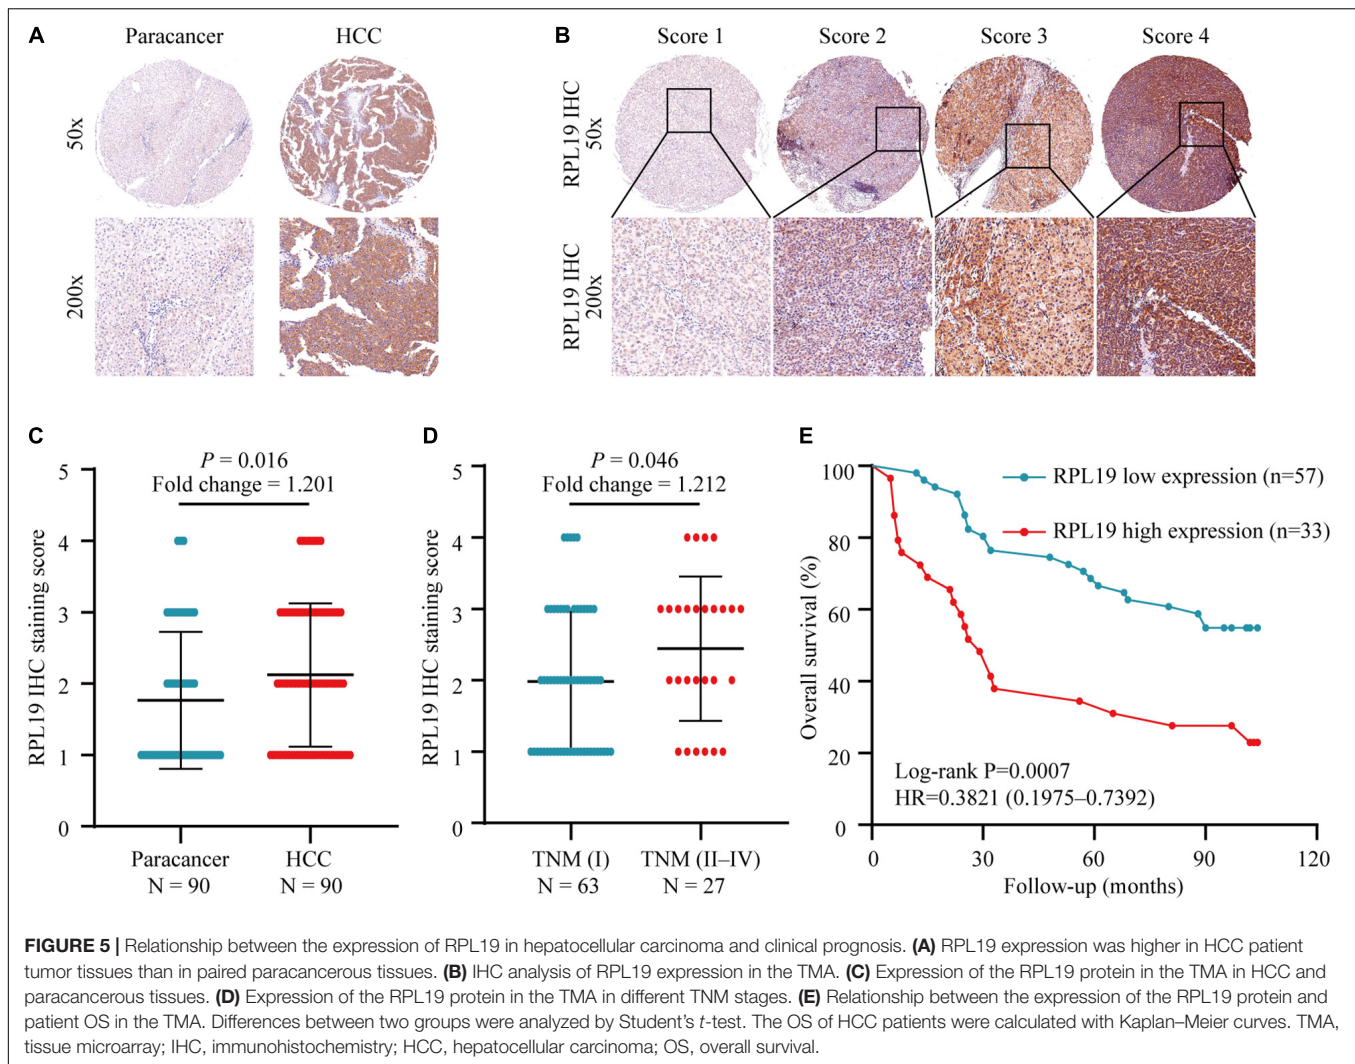 A
Paracancer
HCC
50x
200x
B
Score 1
Score 2
Score 3
Score 4
RPL19 IHC
50x
RPL19 IHC
200x
C
P = 0.016
Fold change = 1.201
RPL19 IHC staining score
5
4
3
2
1
0
Paracancer
N = 90
HCC
N = 90
D
P = 0.046
Fold change = 1.212
RPL19 IHC staining score
5
4
3
2
1
0
TNM (I)
N = 63
TNM (II–IV)
N = 27
E
RPL19 low expression (n=57)
RPL19 high expression (n=33)
Overall survival (%)
100
80
60
40
20
0
Log-rank P=0.0007
HR=0.3821 (0.1975–0.7392)
0 30 60 90 120
Follow-up (months)
FIGURE 5 | Relationship between the expression of RPL19 in hepatocellular carcinoma and clinical prognosis. (A) RPL19 expression was higher in HCC patient
tumor tissues than in paired paracancerous tissues. (B) IHC analysis of RPL19 expression in the TMA. (C) Expression of the RPL19 protein in the TMA in HCC and
paracancerous tissues. (D) Expression of the RPL19 protein in the TMA in different TNM stages. (E) Relationship between the expression of the RPL19 protein and
patient OS in the TMA. Differences between two groups were analyzed by Student's t-test. The OS of HCC patients were calculated with Kaplan–Meier curves. TMA,
tissue microarray; IHC, immunohistochemistry; HCC, hepatocellular carcinoma; OS, overall survival.